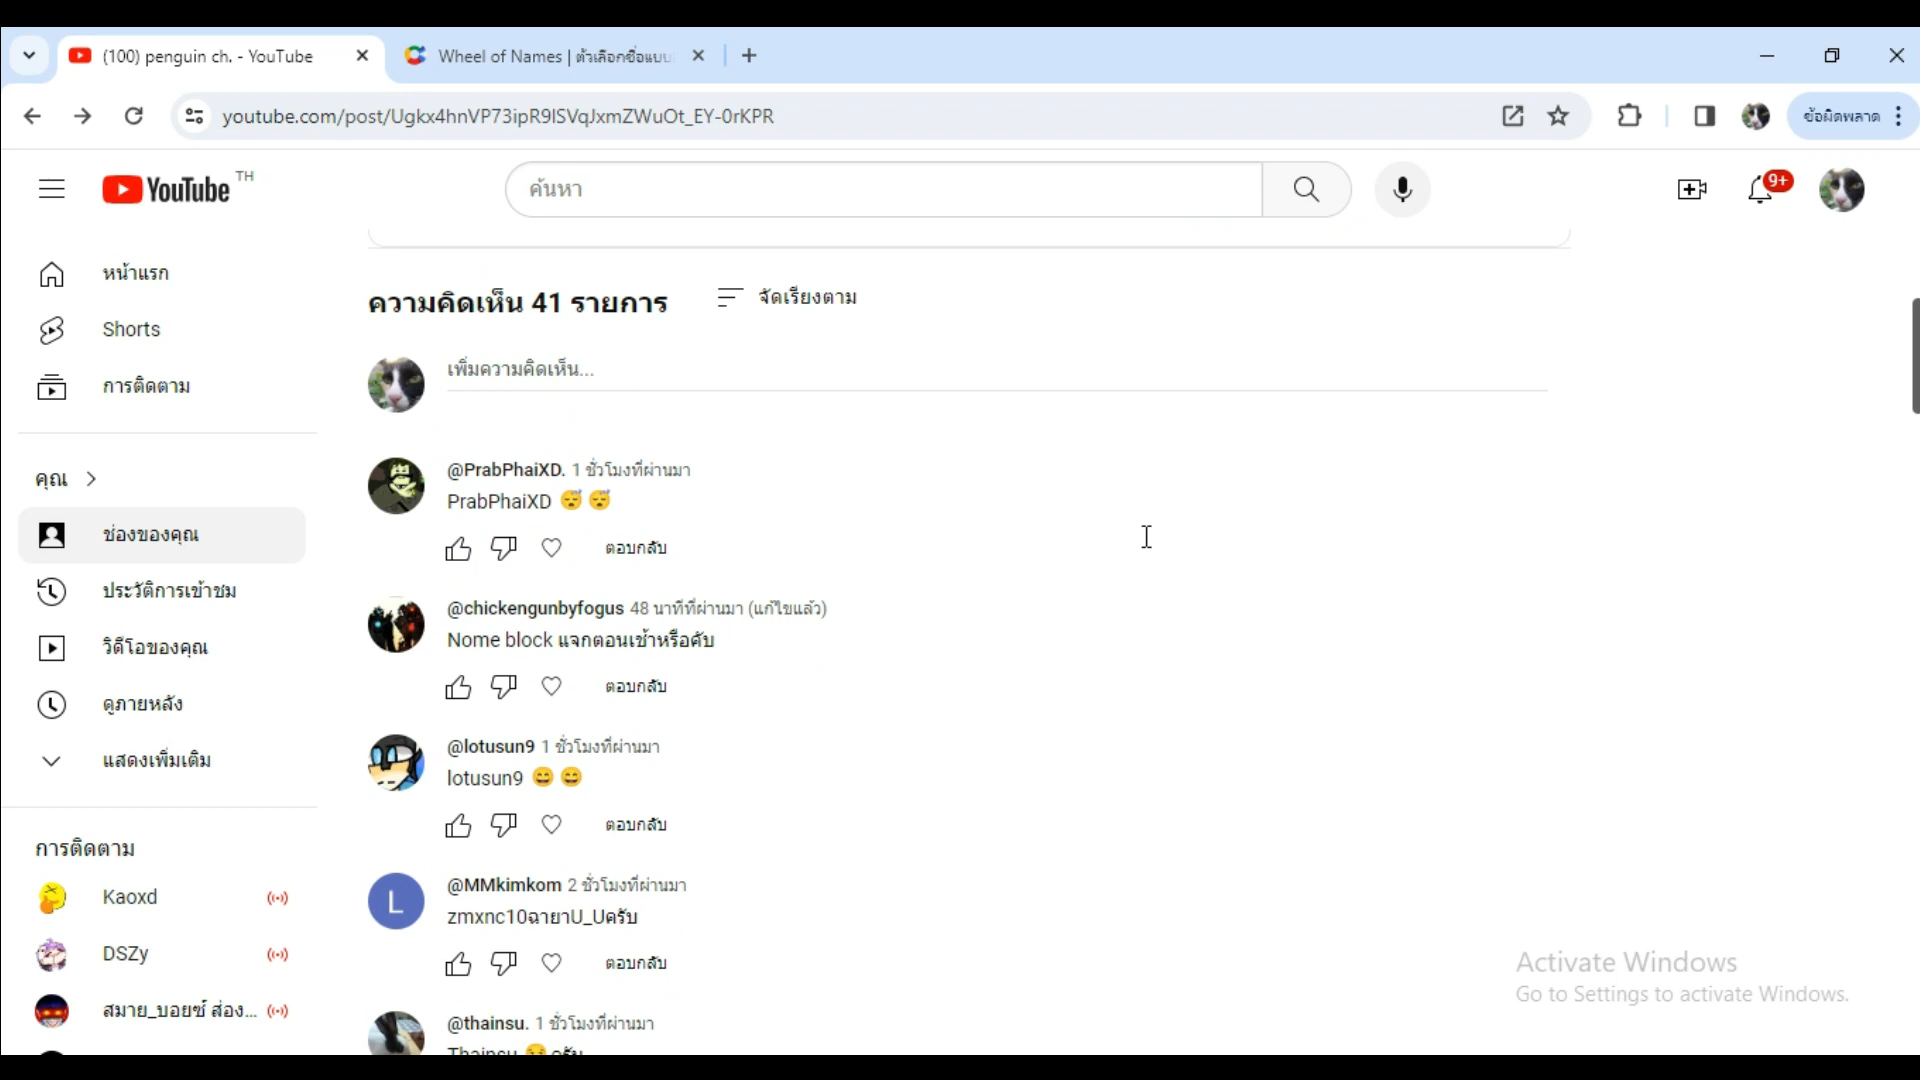 (100) penguin ch. - YouTube
Wheel of Names | ตัวเลือกชื่อแบบ
youtube.com/post/Ugkx4hnVP73ipR9lSVqJxmZWuOt_EY-0rKPR
ข้อผิดพลาด
YouTube TH
ค้นหา
9+
หน้าแรก
Shorts
การติดตาม
คุณ
ช่องของคุณ
ประวัติการเข้าชม
วิดีโอของคุณ
ดูภายหลัง
แสดงเพิ่มเติม
การติดตาม
Kaoxd
DSZy
สมาย_บอยซ์ ส่อง...
ความคิดเห็น 41 รายการ
จัดเรียงตาม
เพิ่มความคิดเห็น...
@PrabPhaiXD. 1 ชั่วโมงที่ผ่านมา
PrabPhaiXD 😴 😴
ตอบกลับ
@chickengunbyfogus 48 นาทีที่ผ่านมา (แก้ไขแล้ว)
Nome block แจกตอนเช้าหรือคับ
ตอบกลับ
@lotusun9 1 ชั่วโมงที่ผ่านมา
lotusun9 😄 😄
ตอบกลับ
L
@MMkimkom 2 ชั่วโมงที่ผ่านมา
zmxnc10ฉายาU_Uครับ
ตอบกลับ
@thainsu. 1 ชั่วโมงที่ผ่านมา
Thainsu ครับ
Activate Windows
Go to Settings to activate Windows.